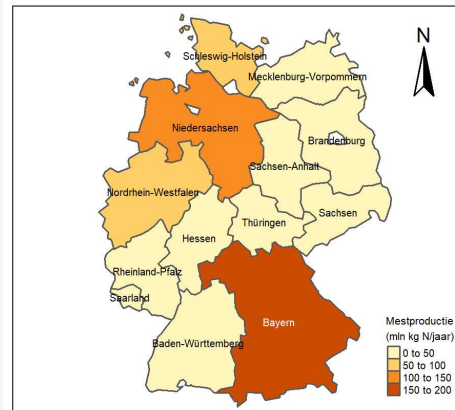 N
Schleswig-Holstein
Mecklenburg-Vorpommern
Niedersachsen
Brandenburg
Sachsen-Anhalt
Nordrhein-Westfalen
Sachsen
Thüringen
Hessen
Rheinland-Pfalz
Saarland
Bayern
Baden-Württemberg
Mestproductie
(mln kg N/jaar)
0 to 50
50 to 100
100 to 150
150 to 200